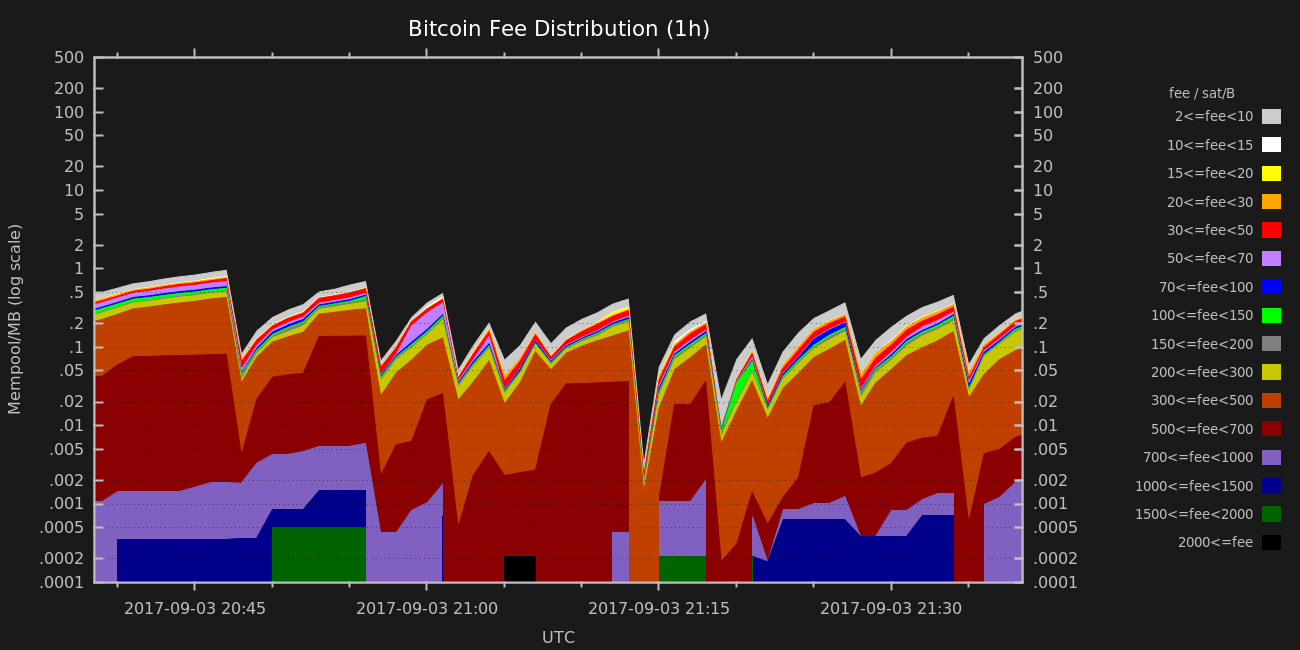 Bitcoin Fee Distribution (1h)
Mempool/MB (log scale)
500
200
100
50
20
10
5
2
1
.5
.2
.1
.05
.02
.01
.005
.002
.001
.0005
.0002
.0001
500
200
100
50
20
10
5
2
1
.5
.2
.1
.05
.02
.01
.005
.002
.001
.0005
.0002
.0001
2017-09-03 20:45
2017-09-03 21:00
2017-09-03 21:15
2017-09-03 21:30
UTC
fee / sat/B
2<=fee<10
10<=fee<15
15<=fee<20
20<=fee<30
30<=fee<50
50<=fee<70
70<=fee<100
100<=fee<150
150<=fee<200
200<=fee<300
300<=fee<500
500<=fee<700
700<=fee<1000
1000<=fee<1500
1500<=fee<2000
2000<=fee